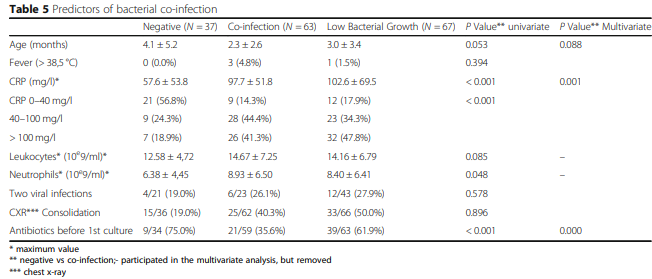 Table 5 Predictors of bacterial co-infection
Negative (N = 37) Co-infection (N = 63) Low Bacterial Growth (N = 67) P Value** univariate P Value** Multivariate
Age (months) 4.1 ± 5.2 2.3 ± 2.6 3.0 ± 3.4 0.053 0.088
Fever (> 38,5 °C) 0 (0.0%) 3 (4.8%) 1 (1.5%) 0.394
CRP (mg/l)* 57.6 ± 53.8 97.7 ± 51.8 102.6 ± 69.5 < 0.001 0.001
CRP 0–40 mg/l 21 (56.8%) 9 (14.3%) 12 (17.9%) < 0.001
40–100 mg/l 9 (24.3%) 28 (44.4%) 23 (34.3%)
> 100 mg/l 7 (18.9%) 26 (41.3%) 32 (47.8%)
Leukocytes* (10^e9/ml)* 12.58 ± 4,72 14.67 ± 7.25 14.16 ± 6.79 0.085 –
Neutrophils* (10^e9/ml)* 6.38 ± 4,45 8.93 ± 6.50 8.40 ± 6.41 0.048 –
Two viral infections 4/21 (19.0%) 6/23 (26.1%) 12/43 (27.9%) 0.578
CXR*** Consolidation 15/36 (19.0%) 25/62 (40.3%) 33/66 (50.0%) 0.896
Antibiotics before 1st culture 9/34 (75.0%) 21/59 (35.6%) 39/63 (61.9%) < 0.001 0.000
* maximum value
** negative vs co-infection;- participated in the multivariate analysis, but removed
*** chest x-ray